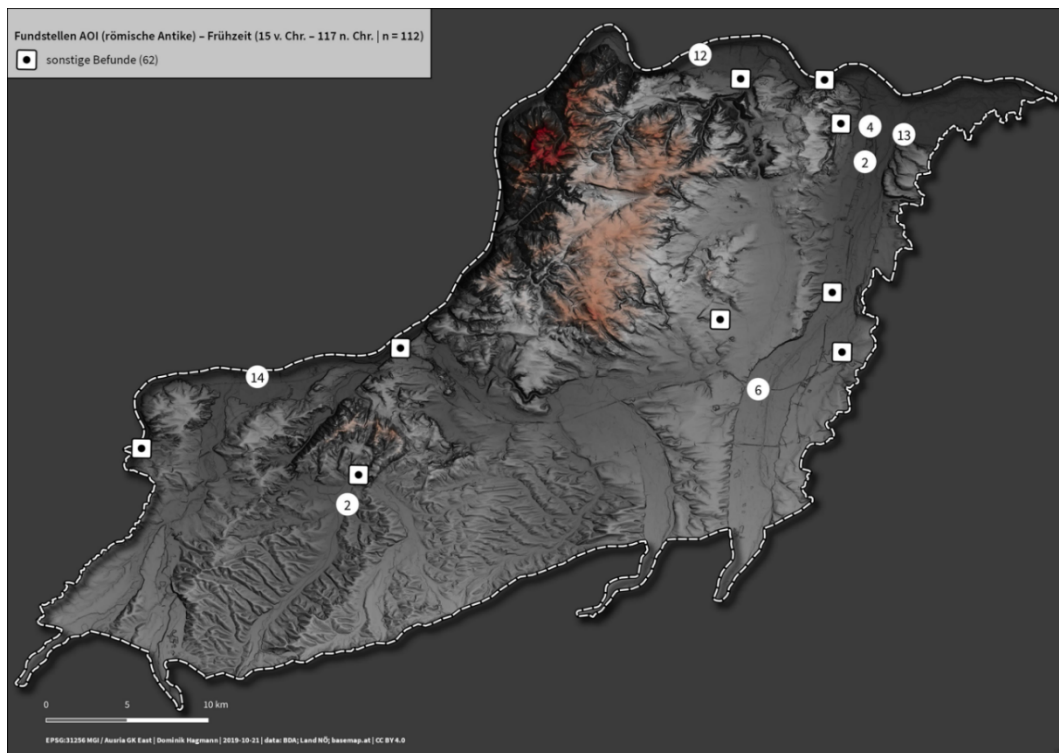 Fundstellen AOI (römische Antike) – Frühzeit (15 v. Chr. – 117 n. Chr. | n = 112)
sonstige Befunde (62)
12
4
13
2
14
6
2
0 5 10 km
EPSG:31256 MGI / Ausria GK East | Dominik Hagmann | 2019-10-21 | data: BDA; Land NÖ; basemap.at | CC BY 4.0